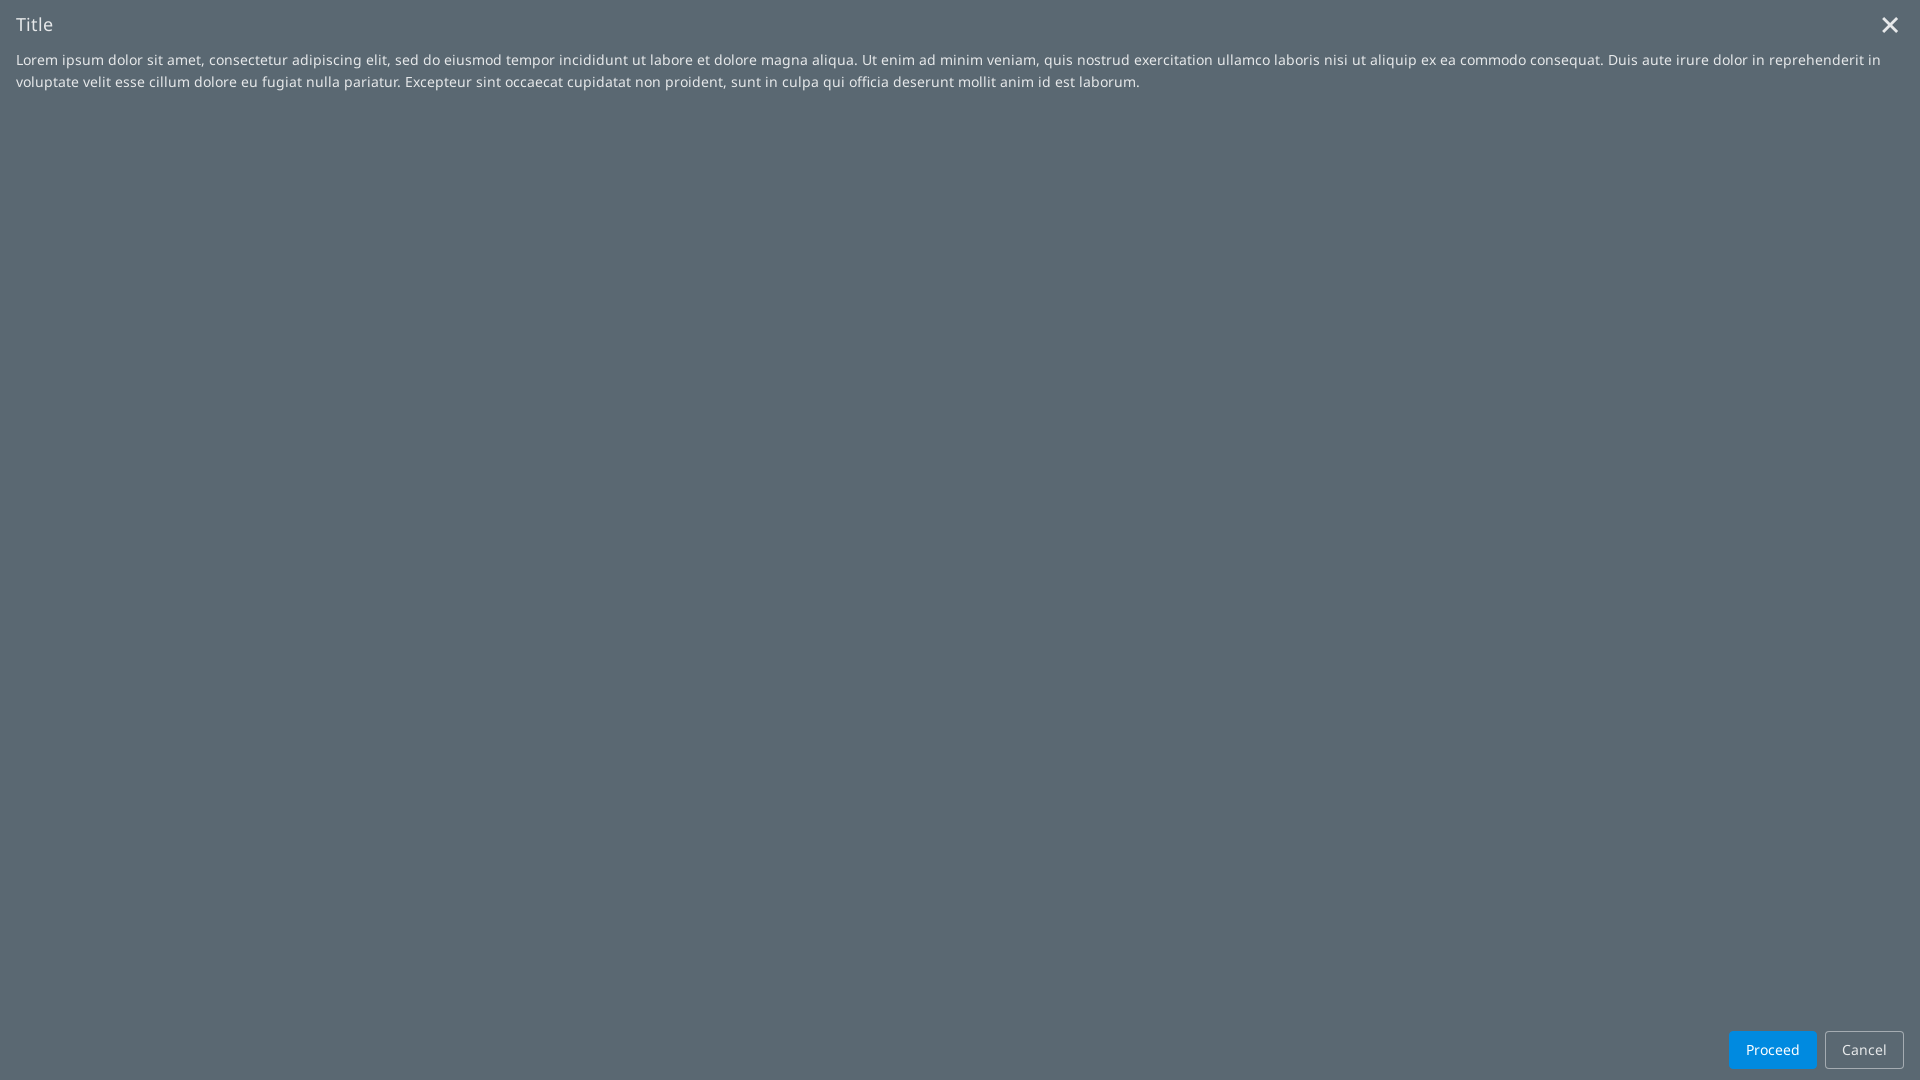 Title
Lorem ipsum dolor sit amet, consectetur adipiscing elit, sed do eiusmod tempor incididunt ut labore et dolore magna aliqua. Ut enim ad minim veniam, quis nostrud exercitation ullamco laboris nisi ut aliquip ex ea commodo consequat. Duis aute irure dolor in reprehenderit in
voluptate velit esse cillum dolore eu fugiat nulla pariatur. Excepteur sint occaecat cupidatat non proident, sunt in culpa qui officia deserunt mollit anim id est laborum.
Proceed
Cancel